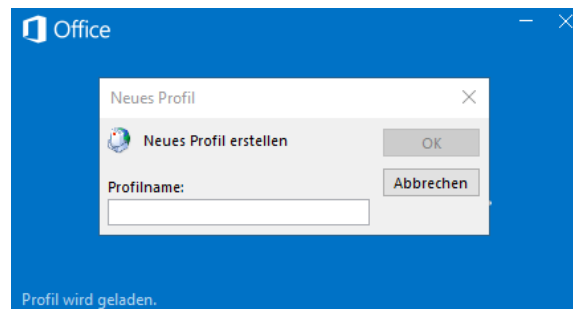 Office
Neues Profil
Neues Profil erstellen
OK
Profilname:
Abbrechen
Profil wird geladen.